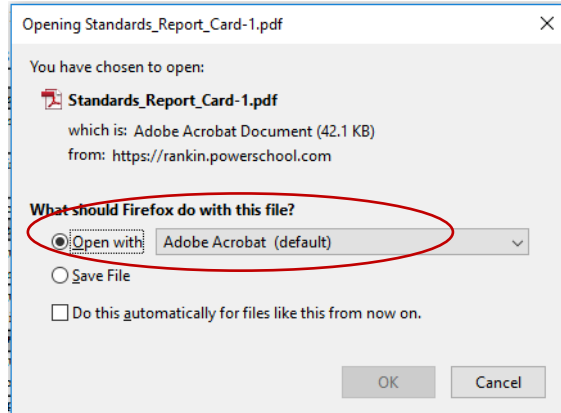 Opening Standards_Report_Card-1.pdf
You have chosen to open:
Standards_Report_Card-1.pdf
which is: Adobe Acrobat Document (42.1 KB)
from: https://rankin.powerschool.com
What should Firefox do with this file?
Open with Adobe Acrobat (default)
Save File
Do this automatically for files like this from now on.
OK Cancel